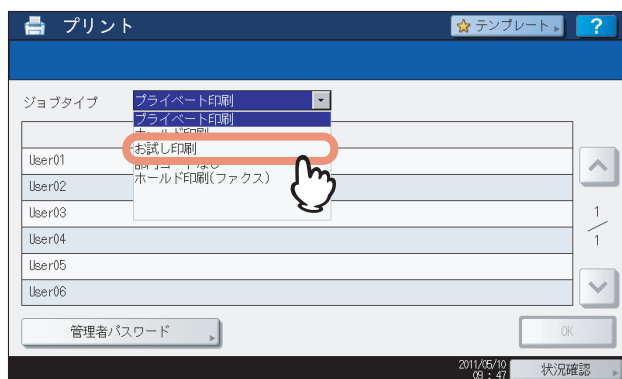 プリント
テンプレート
?
ジョブタイプ
プライベート印刷
プライベート印刷
ホールド印刷
お試し印刷
部門コードなし
ホールド印刷(ファクス)
User01
User02
User03
User04
User05
User06
1
1
管理者パスワード
OK
2011/05/10
09 : 47
状況確認